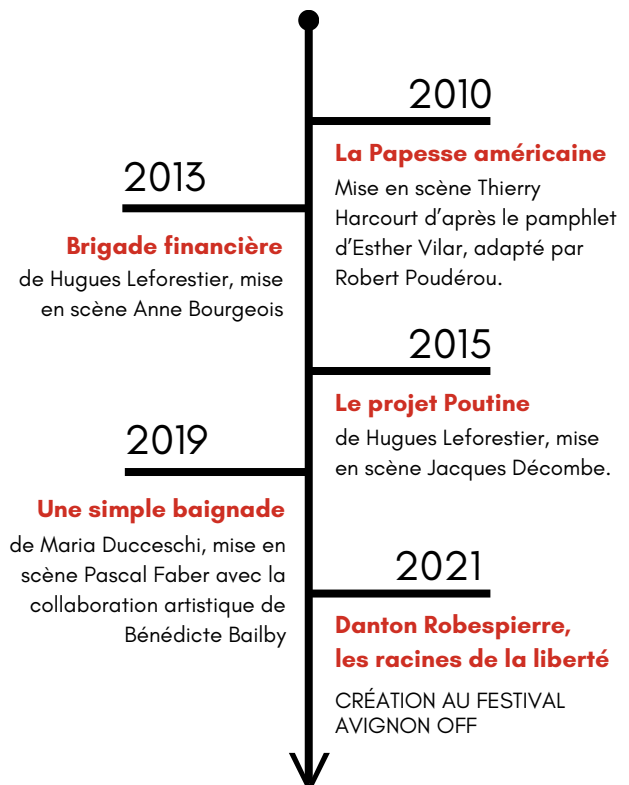 2010
La Papesse américaine
Mise en scène Thierry
Harcourt d'après le pamphlet
d'Esther Vilar, adapté par
Robert Poudérou.
2013
Brigade financière
de Hugues Leforestier, mise
en scène Anne Bourgeois
2015
Le projet Poutine
de Hugues Leforestier, mise
en scène Jacques Décombe.
2019
Une simple baignade
de Maria Ducceschi, mise en
scène Pascal Faber avec la
collaboration artistique de
Bénédicte Bailby
2021
Danton Robespierre,
les racines de la liberté
CRÉATION AU FESTIVAL
AVIGNON OFF